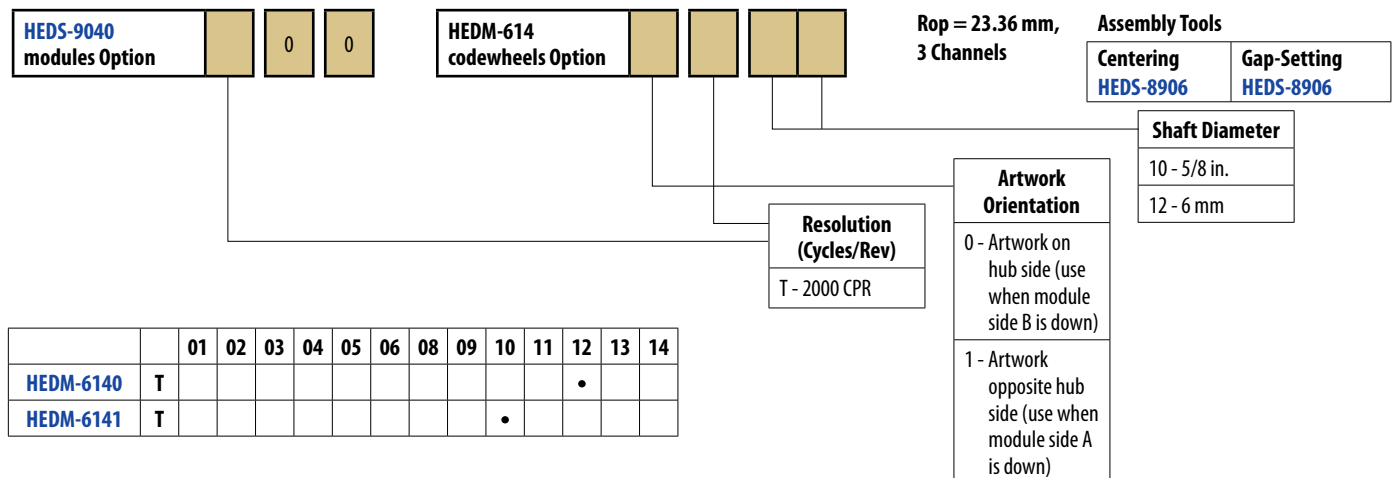 HEDS-9040
modules Option
0
0
HEDM-614
codewheels Option
Rop = 23.36 mm,
3 Channels
Assembly Tools
Centering
HEDS-8906
Gap-Setting
HEDS-8906
Shaft Diameter
10 - 5/8 in.
12 - 6 mm
Artwork
Orientation
0 - Artwork on
hub side (use
when module
side B is down)
1 - Artwork
opposite hub
side (use when
module side A
is down)
Resolution
(Cycles/Rev)
T - 2000 CPR
01 02 03 04 05 06 08 09 10 11 12 13 14
HEDM-6140 T •
HEDM-6141 T •